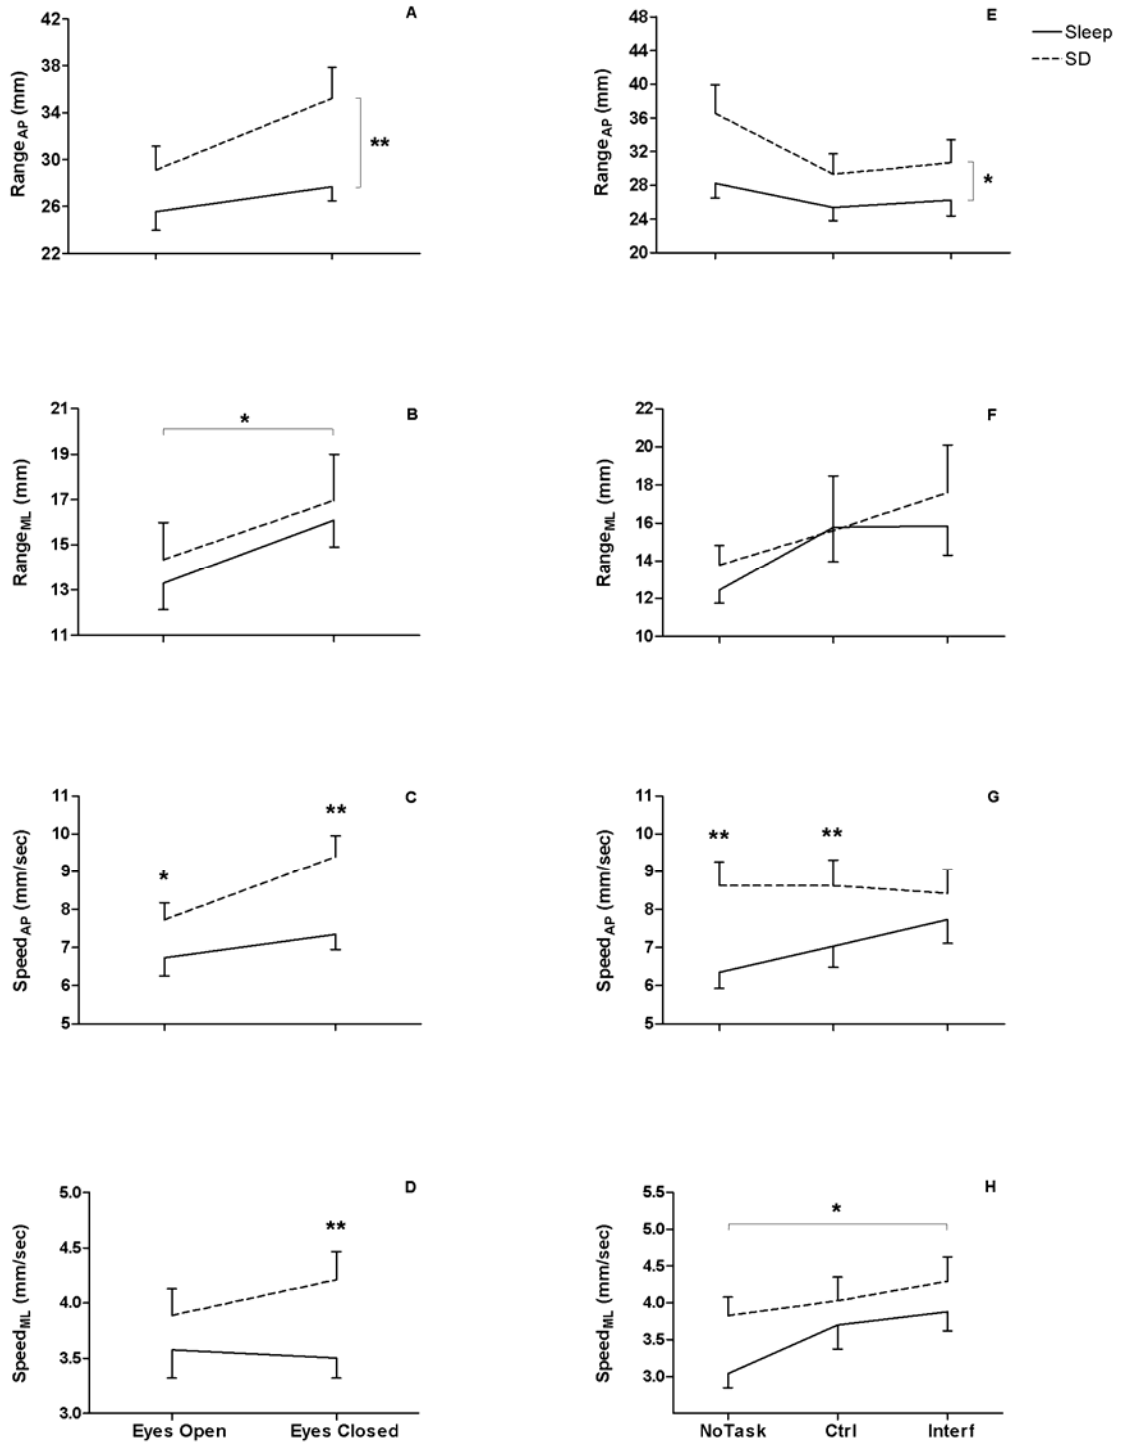 A
Range_AP (mm)
42
38
34
30
26
22
**
E
Range_AP (mm)
48
44
40
36
32
28
24
20
*
Sleep
SD
B
Range_ML (mm)
21
19
17
15
13
11
*
F
Range_ML (mm)
22
20
18
16
14
12
10
C
Speed_AP (mm/sec)
11
10
9
8
7
6
5
*
**
G
Speed_AP (mm/sec)
11
10
9
8
7
6
5
**
**
D
Speed_ML (mm/sec)
5.0
4.5
4.0
3.5
3.0
**
Eyes Open
Eyes Closed
H
Speed_ML (mm/sec)
5.5
5.0
4.5
4.0
3.5
3.0
*
NoTask
Ctrl
Interf